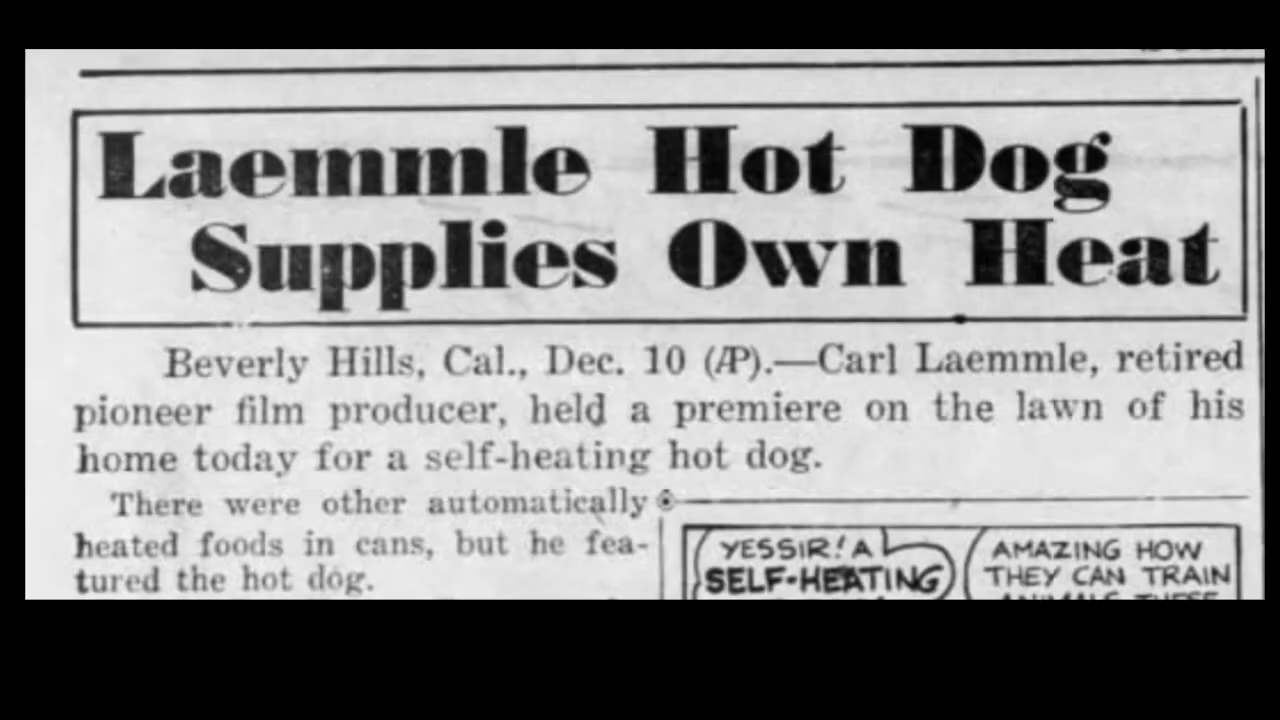 Laemmle Hot Dog
Supplies Own Heat
Beverly Hills, Cal., Dec. 10 (AP).—Carl Laemmle, retired
pioneer film producer, held a premiere on the lawn of his
home today for a self-heating hot dog.
There were other automatically
heated foods in cans, but he fea-
tured the hot dog.
YESSIR! A
SELF-HEATING
AMAZING HOW
THEY CAN TRAIN
ANIMALS THESE